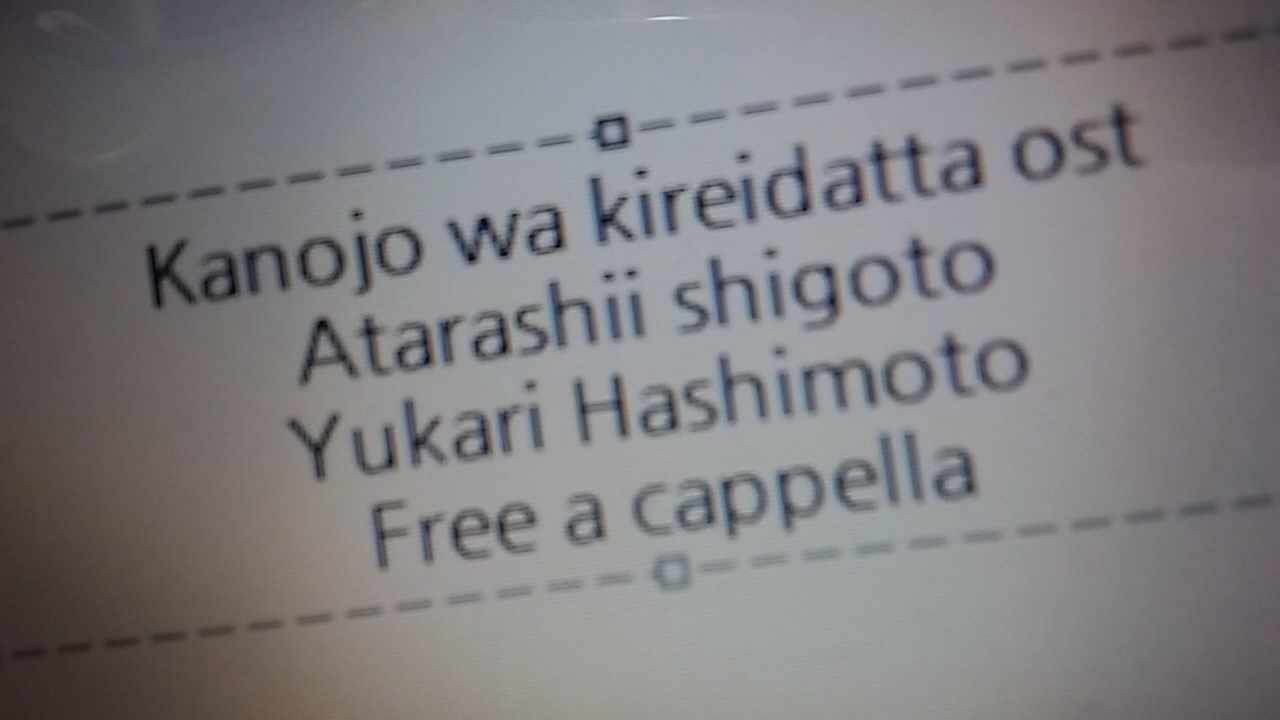 Kanojo wa kireidatta ost
Atarashii shigoto
Yukari Hashimoto
Free a cappella